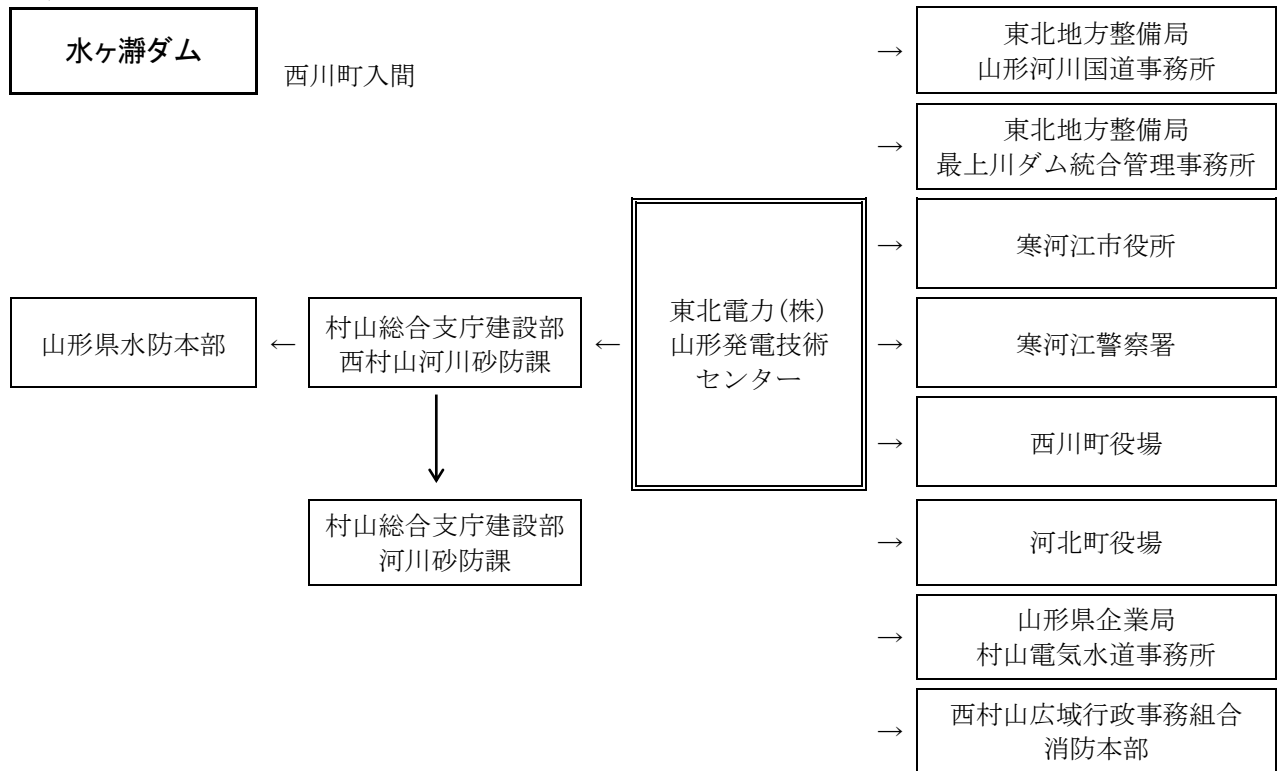 水ヶ瀞ダム
西川町入間
→
東北地方整備局
山形河川国道事務所
→
東北地方整備局
最上川ダム統合管理事務所
→
寒河江市役所
山形県水防本部
←
村山総合支庁建設部
西村山河川砂防課
←
東北電力(株)
山形発電技術
センター
→
寒河江警察署
→
西川町役場
村山総合支庁建設部
河川砂防課
→
河北町役場
→
山形県企業局
村山電気水道事務所
→
西村山広域行政事務組合
消防本部